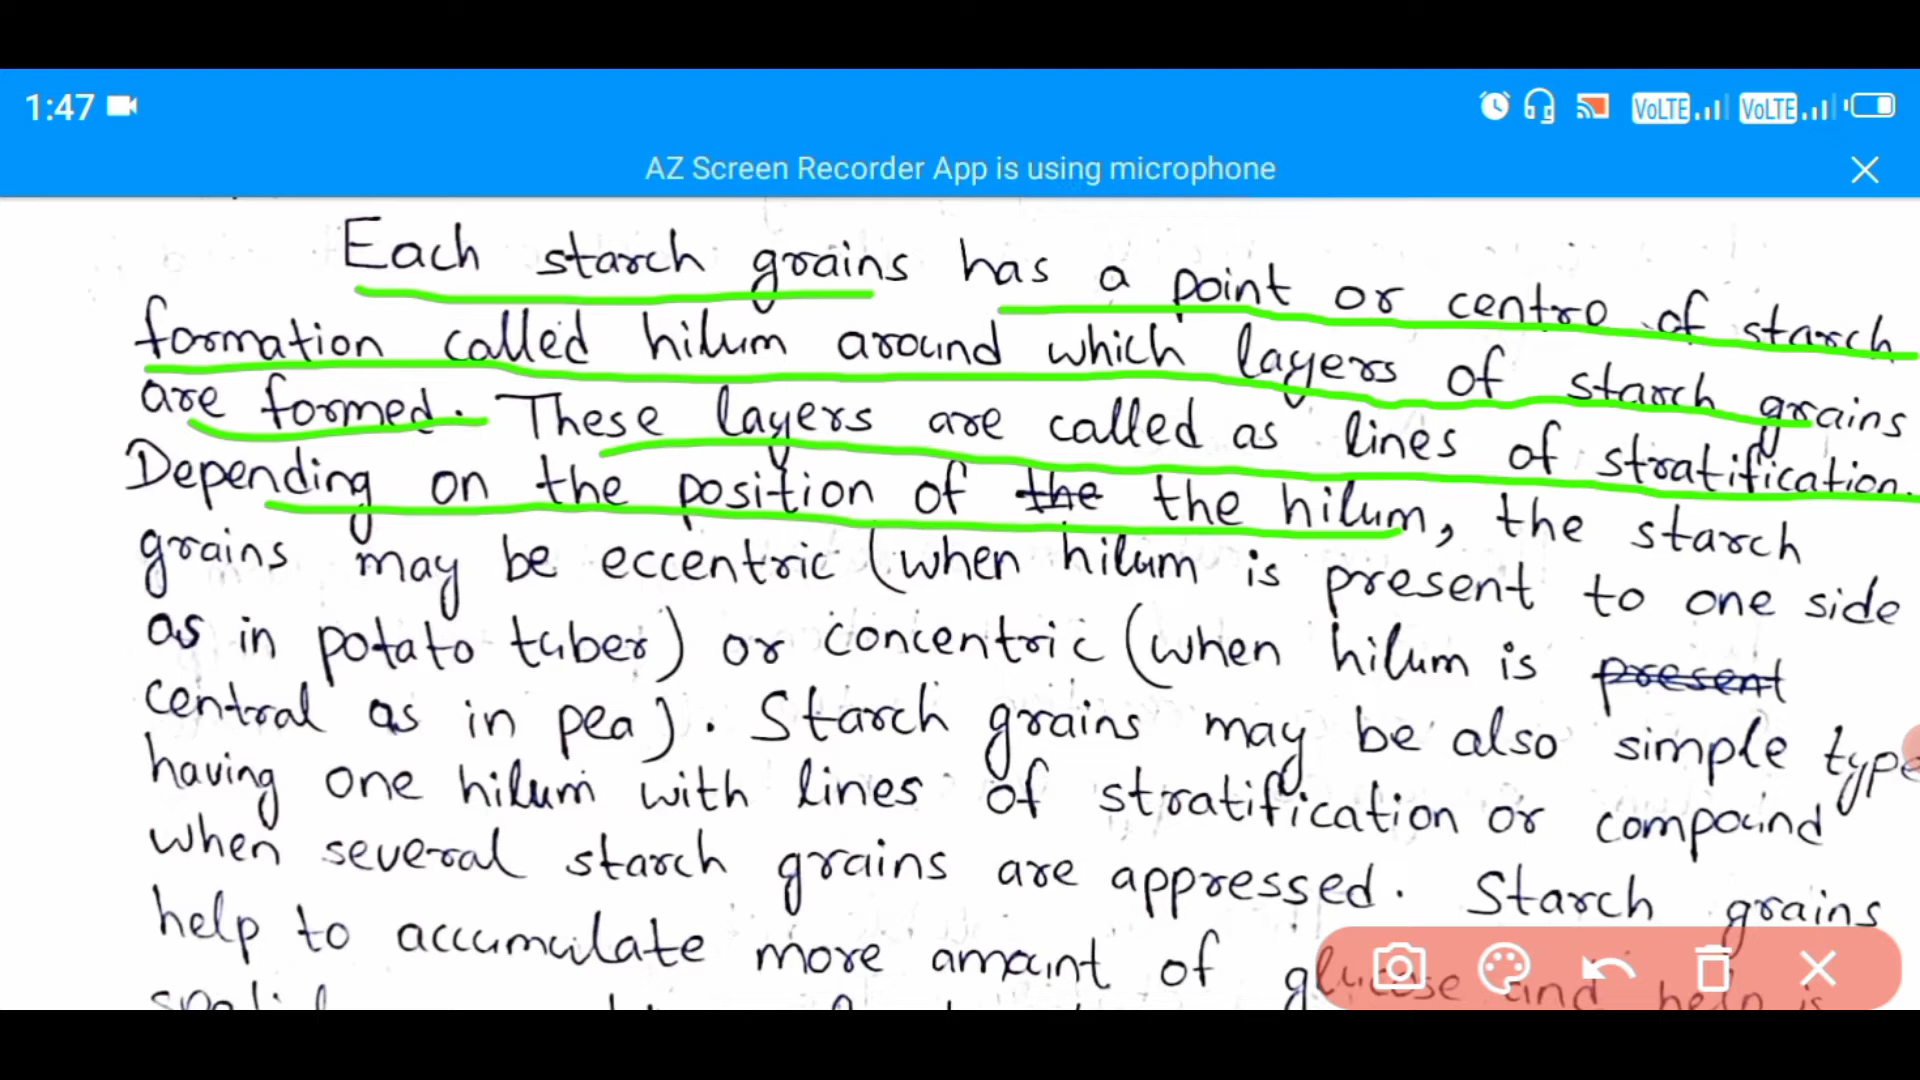 1:47
VoLTE VoLTE
AZ Screen Recorder App is using microphone
Each starch grains has a point or centre of starch
formation called hilum around which layers of starch grains
are formed. These layers are called as lines of stratification.
Depending on the position of the the hilum, the starch
grains may be eccentric (when hilum is present to one side
as in potato tuber) or concentric (when hilum is present
central as in pea). Starch grains may be also simple type
having one hilum with lines of stratification or compound
when several starch grains are appressed. Starch grains
help to accumulate more amount of glucose and help is